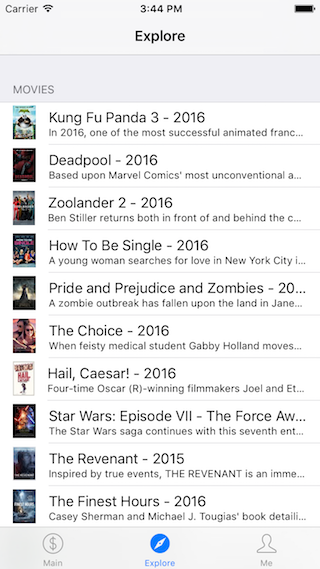 Carrier 3:44 PM
Explore
MOVIES
Kung Fu Panda 3 - 2016
In 2016, one of the most successful animated franc...
Deadpool - 2016
Based upon Marvel Comics' most unconventional a...
Zoolander 2 - 2016
Ben Stiller returns both in front of and behind the c...
How To Be Single - 2016
A young woman searches for love in New York City i...
Pride and Prejudice and Zombies - 20...
A zombie outbreak has fallen upon the land in Jane...
The Choice - 2016
When feisty medical student Gabby Holland moves...
Hail, Caesar! - 2016
Four-time Oscar (R)-winning filmmakers Joel and Et...
Star Wars: Episode VII - The Force Aw...
The Star Wars saga continues with this seventh ent...
The Revenant - 2015
Inspired by true events, THE REVENANT is an imme...
The Finest Hours - 2016
Casey Sherman and Michael J. Tougias' book detaili...
Main Explore Me